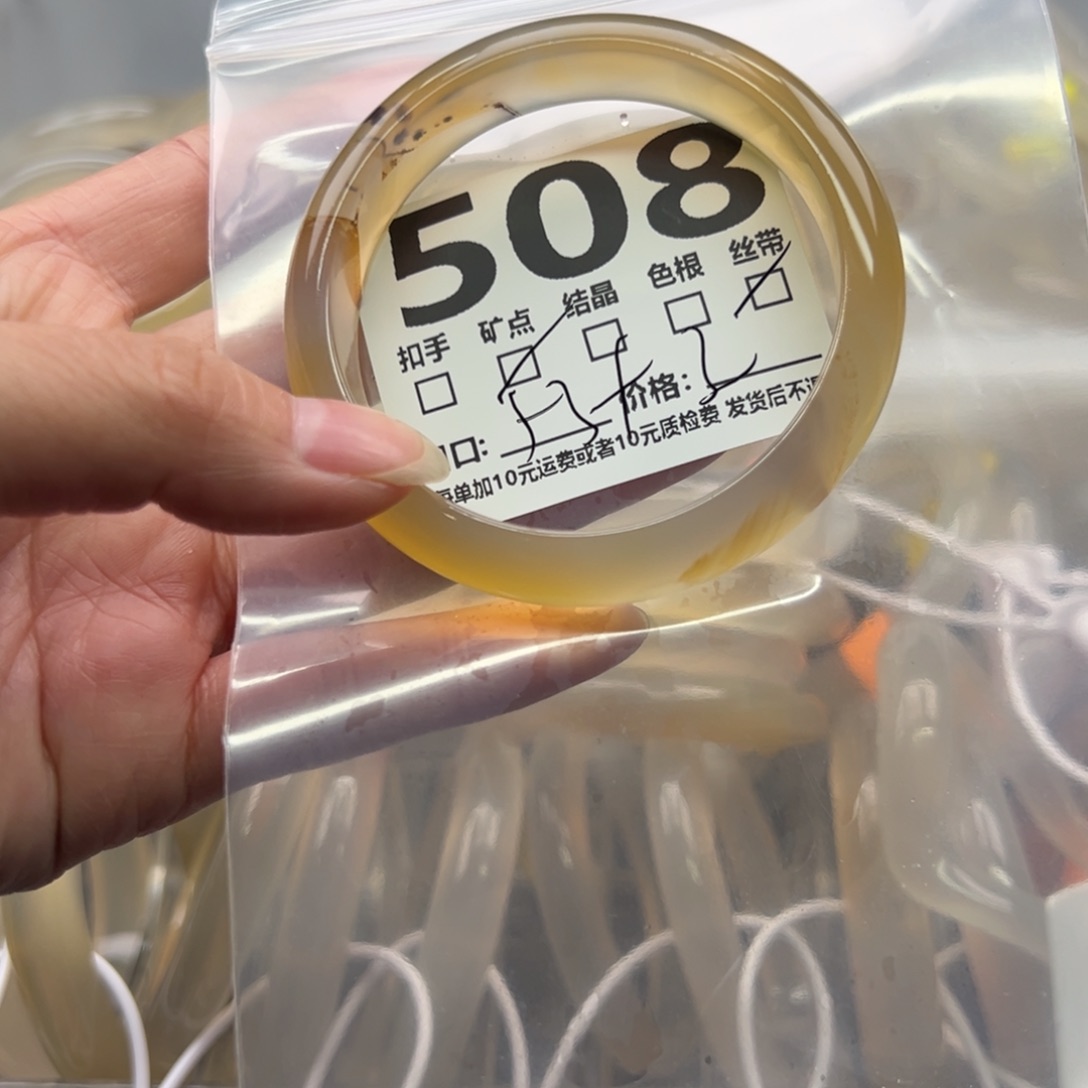 508
扣手 矿点 结晶 色根 丝带
口: 价格:
单加10元运费或者10元质检费 发货后不